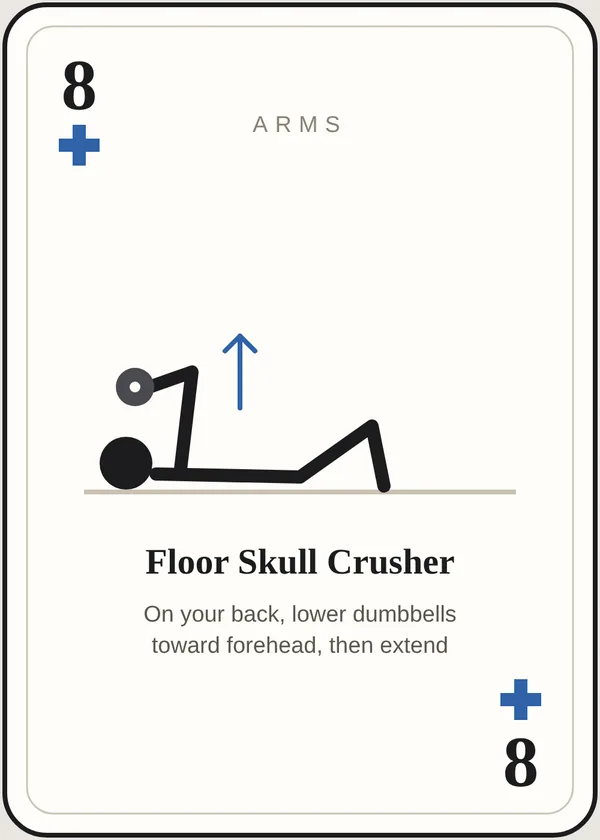 8
ARMS
Floor Skull Crusher
On your back, lower dumbbells
toward forehead, then extend
8